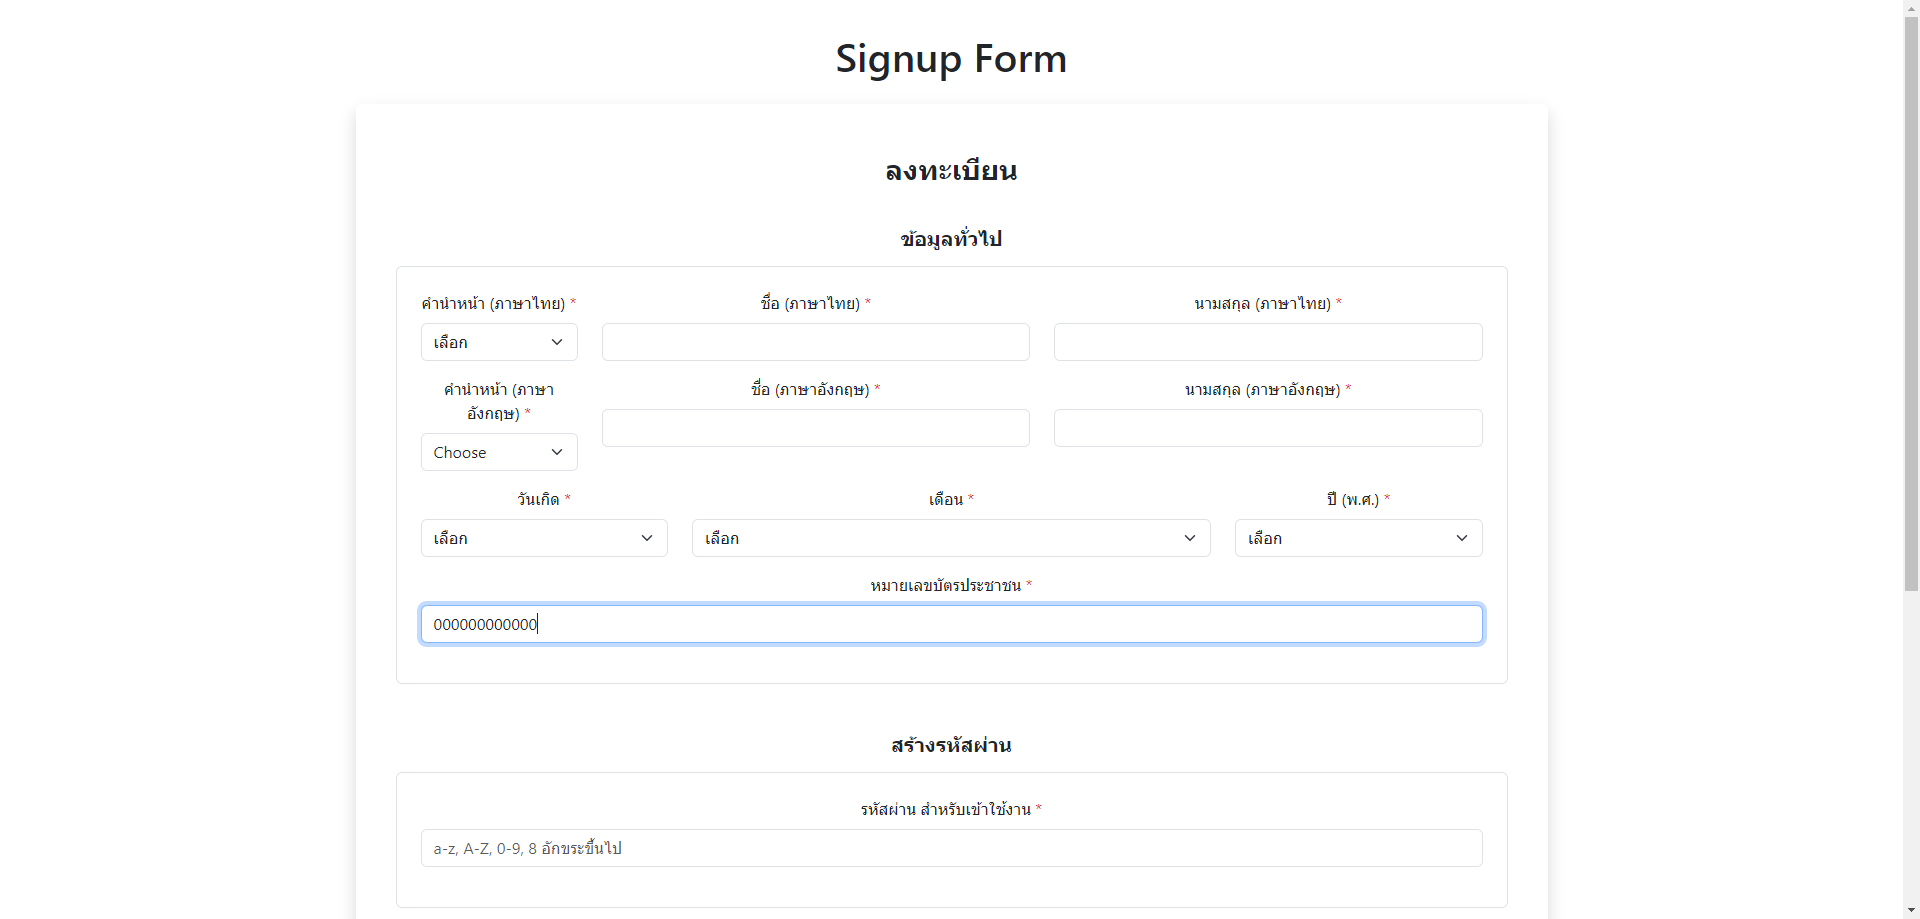 Signup Form
ลงทะเบียน
ข้อมูลทั่วไป
คำนำหน้า (ภาษาไทย) * ชื่อ (ภาษาไทย) * นามสกุล (ภาษาไทย) *
เลือก
คำนำหน้า (ภาษา
อังกฤษ) *
ชื่อ (ภาษาอังกฤษ) * นามสกุล (ภาษาอังกฤษ) *
Choose
วันเกิด * เดือน * ปี (พ.ศ.) *
เลือก เลือก เลือก
หมายเลขบัตรประชาชน *
000000000000
สร้างรหัสผ่าน
รหัสผ่าน สำหรับเข้าใช้งาน *
a-z, A-Z, 0-9, 8 อักขระขึ้นไป